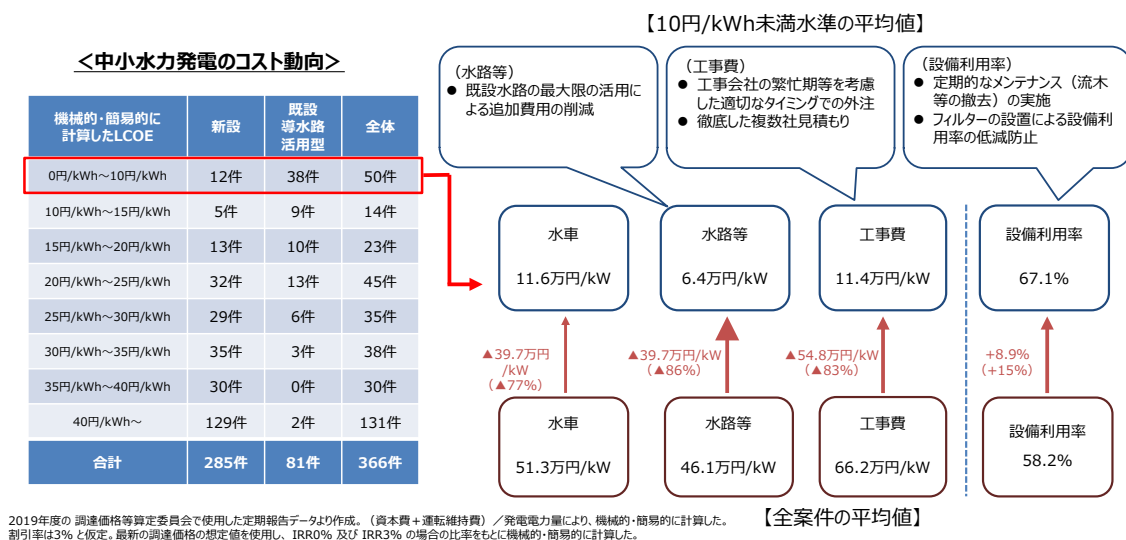 【10円/kWh未満水準の平均値】
<中小水力発電のコスト動向>
(水路等)
● 既設水路の最大限の活用に
よる追加費用の削減
(工事費)
● 工事会社の繁忙期等を考慮
した適切なタイミングでの外注
● 徹底した複数社見積もり
(設備利用率)
● 定期的なメンテナンス(流木
等の撤去)の実施
● フィルターの設置による設備利
用率の低減防止
機械的・簡易的に
計算したLCOE
新設
既設
導水路
活用型
全体
0円/kWh~10円/kWh 12件 38件 50件
10円/kWh~15円/kWh 5件 9件 14件
15円/kWh~20円/kWh 13件 10件 23件
20円/kWh~25円/kWh 32件 13件 45件
25円/kWh~30円/kWh 29件 6件 35件
30円/kWh~35円/kWh 35件 3件 38件
35円/kWh~40円/kWh 30件 0件 30件
40円/kWh~ 129件 2件 131件
合計 285件 81件 366件
水車
11.6万円/kW
水路等
6.4万円/kW
工事費
11.4万円/kW
設備利用率
67.1%
▲39.7万円
/kW
(▲77%)
▲39.7万円/kW
(▲86%)
▲54.8万円/kW
(▲83%)
+8.9%
(+15%)
水車
51.3万円/kW
水路等
46.1万円/kW
工事費
66.2万円/kW
設備利用率
58.2%
【全案件の平均値】
2019年度の 調達価格等算定委員会で使用した定期報告データより作成。(資本費+運転維持費)/発電電力量により、機械的・簡易的に計算した。
割引率は3% と仮定。最新の調達価格の想定値を使用し、IRR0% 及び IRR3% の場合の比率をもとに機械的・簡易的に計算した。